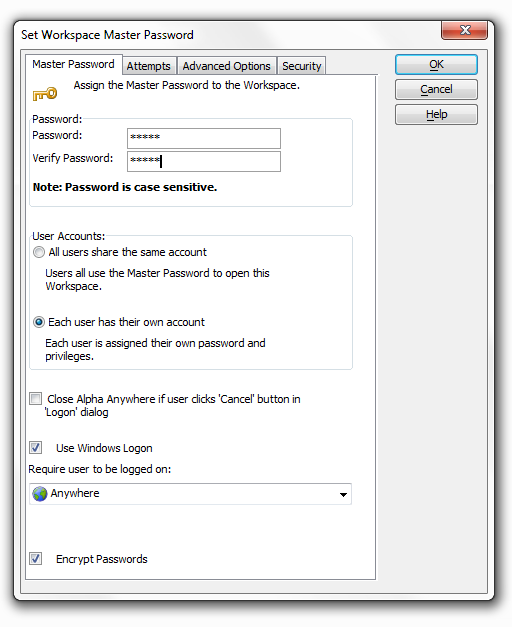 Set Workspace Master Password
Master Password
Attempts
Advanced Options
Security
OK
Cancel
Help
Assign the Master Password to the Workspace.
Password:
Password:
*****
Verify Password:
*****
Note: Password is case sensitive.
User Accounts:
All users share the same account
Users all use the Master Password to open this
Workspace.
Each user has their own account
Each user is assigned their own password and
privileges.
Close Alpha Anywhere if user clicks 'Cancel' button in
'Logon' dialog
Use Windows Logon
Require user to be logged on:
Anywhere
Encrypt Passwords